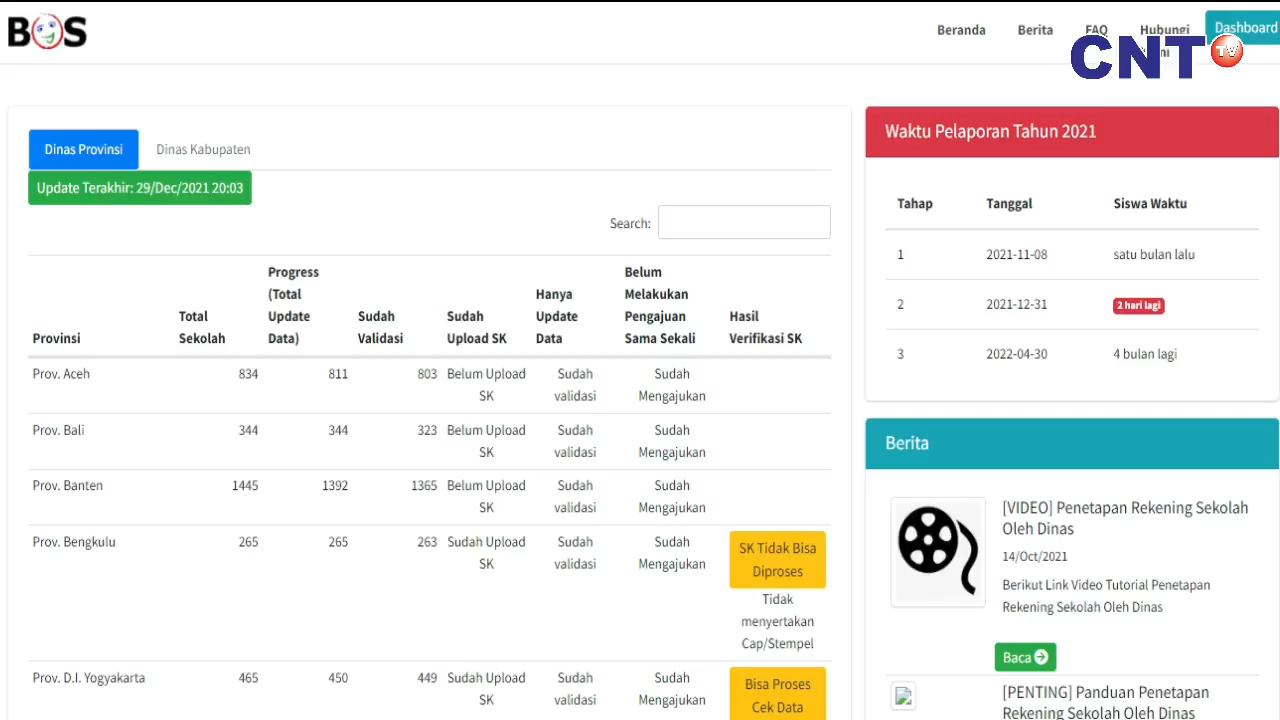 BOS
Beranda Berita FAQ Hubungi Dashboard
CNT TV
Dinas Provinsi Dinas Kabupaten
Update Terakhir: 29/Dec/2021 20:03
Search:
Provinsi Total Sekolah Progress (Total Update Data) Sudah Validasi Sudah Upload SK Hanya Update Data Belum Melakukan Pengajuan Sama Sekali Hasil Verifikasi SK
Prov. Aceh 834 811 803 Belum Upload SK Sudah validasi Sudah Mengajukan
Prov. Bali 344 344 323 Belum Upload SK Sudah validasi Sudah Mengajukan
Prov. Banten 1445 1392 1365 Belum Upload SK Sudah validasi Sudah Mengajukan
Prov. Bengkulu 265 265 263 Sudah Upload SK Sudah validasi Sudah Mengajukan SK Tidak Bisa Diproses
Tidak menyertakan Cap/Stempel
Prov. D.I. Yogyakarta 465 450 449 Sudah Upload SK Sudah validasi Sudah Mengajukan Bisa Proses Cek Data
Waktu Pelaporan Tahun 2021
Tahap Tanggal Siswa Waktu
1 2021-11-08 satu bulan lalu
2 2021-12-31 2 hari lagi
3 2022-04-30 4 bulan lagi
Berita
[VIDEO] Penetapan Rekening Sekolah
Oleh Dinas
14/Oct/2021
Berikut Link Video Tutorial Penetapan
Rekening Sekolah Oleh Dinas
Baca
[PENTING] Panduan Penetapan
Rekening Sekolah Oleh Dinas